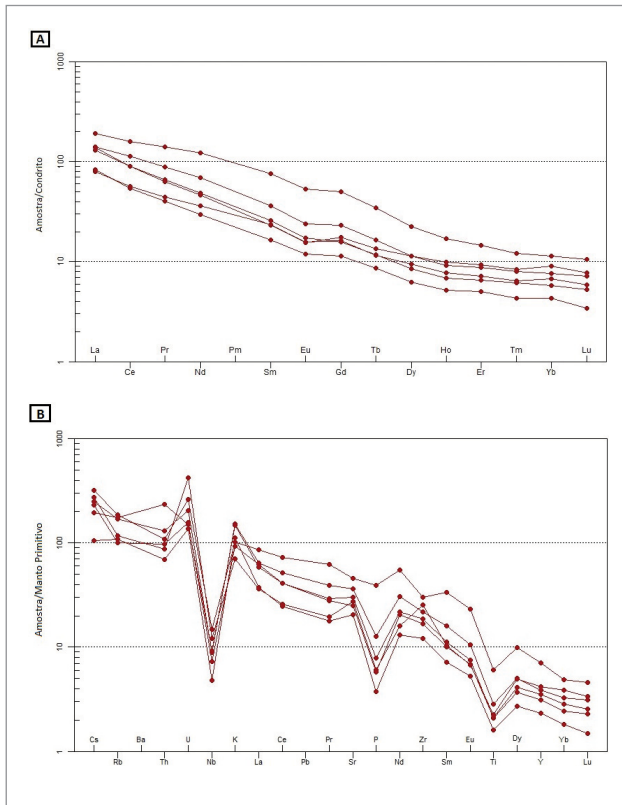 A
Amostra/Condrito
1000
100
10
1
La Pr Pm Eu Tb Ho Tm Lu
Ce Nd Sm Gd Dy Er Yb
B
Amostra/Manto Primitivo
1000
100
10
1
Cs Ba U K Ce Pr P Zr Eu Dy Yb
Rb Th Nb La Pb Sr Nd Sm Ti Y Lu